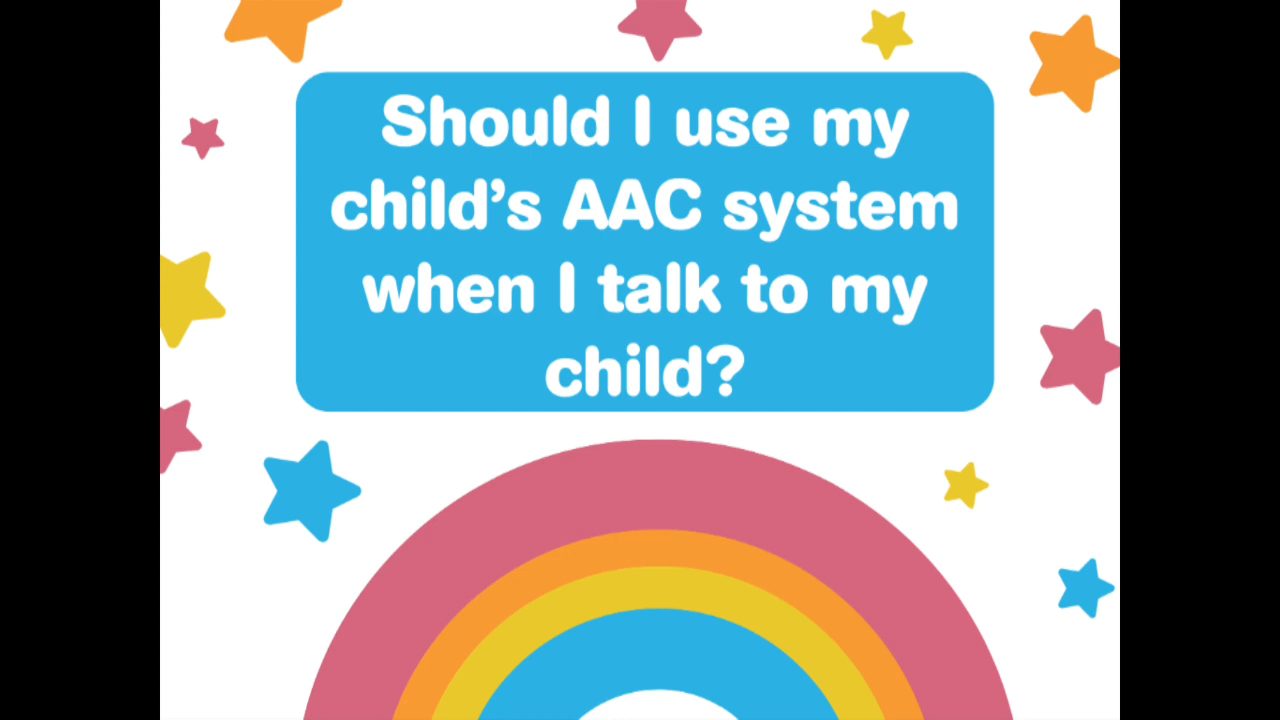 Should I use my
child’s AAC system
when I talk to my
child?